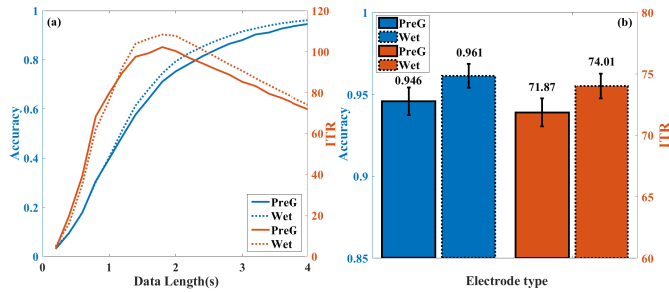 (a)
1
0.8
0.6
0.4
0.2
0
Accuracy
120
100
80
60
40
20
0
ITR
PreG
Wet
PreG
Wet
0 1 2 3 4
Data Length(s)
(b)
1
0.95
0.9
0.85
Accuracy
PreG
Wet
PreG
Wet
0.946
0.961
71.87
74.01
80
75
70
65
60
ITR
Electrode type